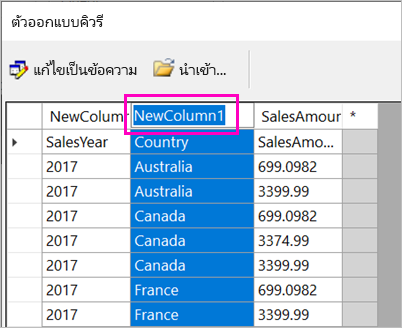 ตัวออกแบบคิวรี
แก้ไขเป็นข้อความ นำเข้า...
NewColumn NewColumn1 SalesAmour *
SalesYear Country SalesAmo...
2017 Australia 699.0982
2017 Australia 3399.99
2017 Canada 699.0982
2017 Canada 3374.99
2017 Canada 3399.99
2017 France 699.0982
2017 France 3399.99